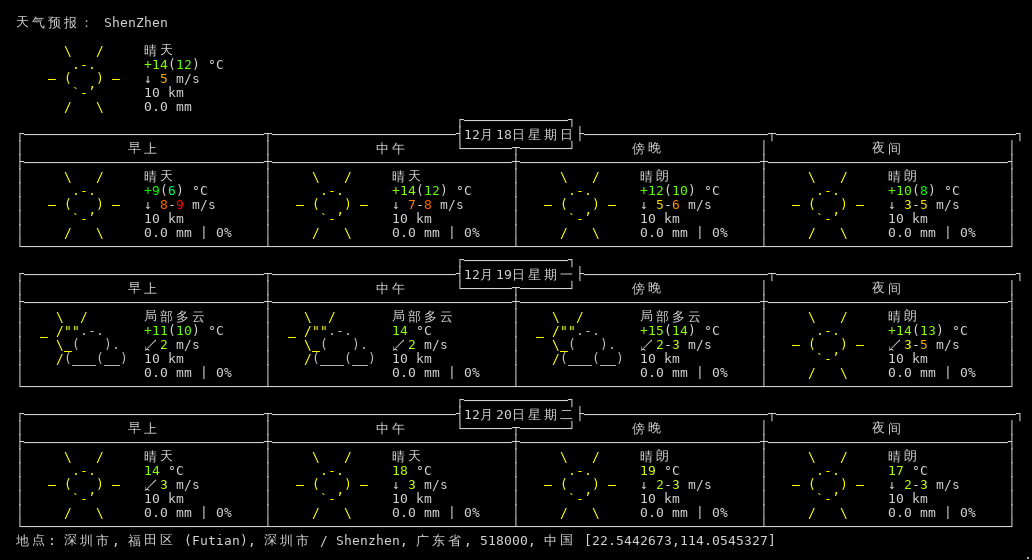 天气预报： ShenZhen
晴天
+14(12) °C
↓ 5 m/s
10 km
0.0 mm
12月18日星期日
早上 中午 傍晚 夜间
晴天 晴天 晴朗 晴朗
+9(6) °C +14(12) °C +12(10) °C +10(8) °C
↓ 8-9 m/s ↓ 7-8 m/s ↓ 5-6 m/s ↓ 3-5 m/s
10 km 10 km 10 km 10 km
0.0 mm | 0% 0.0 mm | 0% 0.0 mm | 0% 0.0 mm | 0%
12月19日星期一
早上 中午 傍晚 夜间
局部多云 局部多云 局部多云 晴朗
+11(10) °C 14 °C +15(14) °C +14(13) °C
↙2 m/s ↙2 m/s ↙2-3 m/s ↙3-5 m/s
10 km 10 km 10 km 10 km
0.0 mm | 0% 0.0 mm | 0% 0.0 mm | 0% 0.0 mm | 0%
12月20日星期二
早上 中午 傍晚 夜间
晴天 晴天 晴朗 晴朗
14 °C 18 °C 19 °C 17 °C
↙3 m/s ↓ 3 m/s ↓ 2-3 m/s ↓ 2-3 m/s
10 km 10 km 10 km 10 km
0.0 mm | 0% 0.0 mm | 0% 0.0 mm | 0% 0.0 mm | 0%
地点: 深圳市, 福田区 (Futian), 深圳市 / Shenzhen, 广东省, 518000, 中国 [22.5442673,114.0545327]